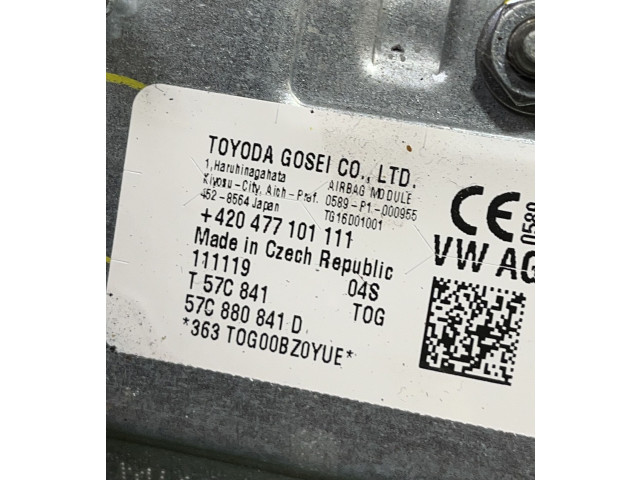 TOYODA GOSEI CO., LTD.
1, Haruhinagahata AIRBAG MODULE
Kiyosu-City, Aich-Pref. 0589-P1-000955
452-8564 Japan TG16D01001
+420 477 101 111
Made in Czech Republic
111119 04S
T 57C 841 TOG
57C 880 841 D
*363 TOG00BZ0YUE*
CE 0589
VW AG